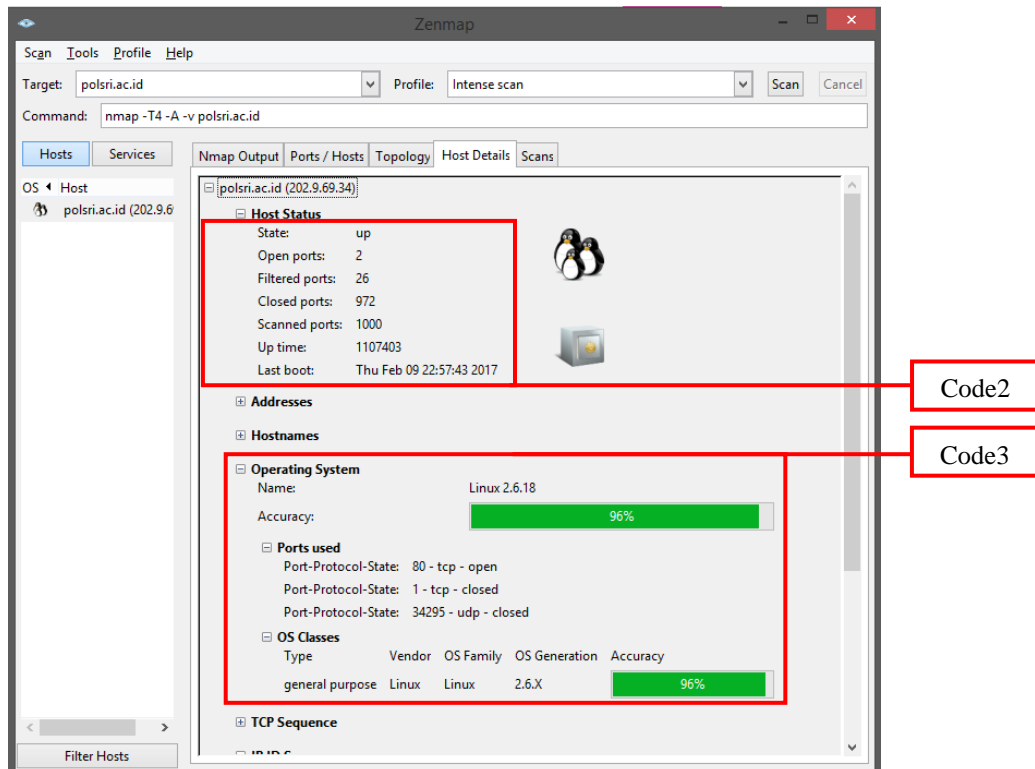 Zenmap
Scan Tools Profile Help
Target: polsri.ac.id Profile: Intense scan Scan Cancel
Command: nmap -T4 -A -v polsri.ac.id
Hosts Services
Nmap Output Ports / Hosts Topology Host Details Scans
OS Host
polsri.ac.id (202.9.6
polsri.ac.id (202.9.69.34)
Host Status
State: up
Open ports: 2
Filtered ports: 26
Closed ports: 972
Scanned ports: 1000
Up time: 1107403
Last boot: Thu Feb 09 22:57:43 2017
Code2
Addresses
Hostnames
Code3
Operating System
Name: Linux 2.6.18
Accuracy: 96%
Ports used
Port-Protocol-State: 80 - tcp - open
Port-Protocol-State: 1 - tcp - closed
Port-Protocol-State: 34295 - udp - closed
OS Classes
Type Vendor OS Family OS Generation Accuracy
general purpose Linux Linux 2.6.X 96%
TCP Sequence
Filter Hosts